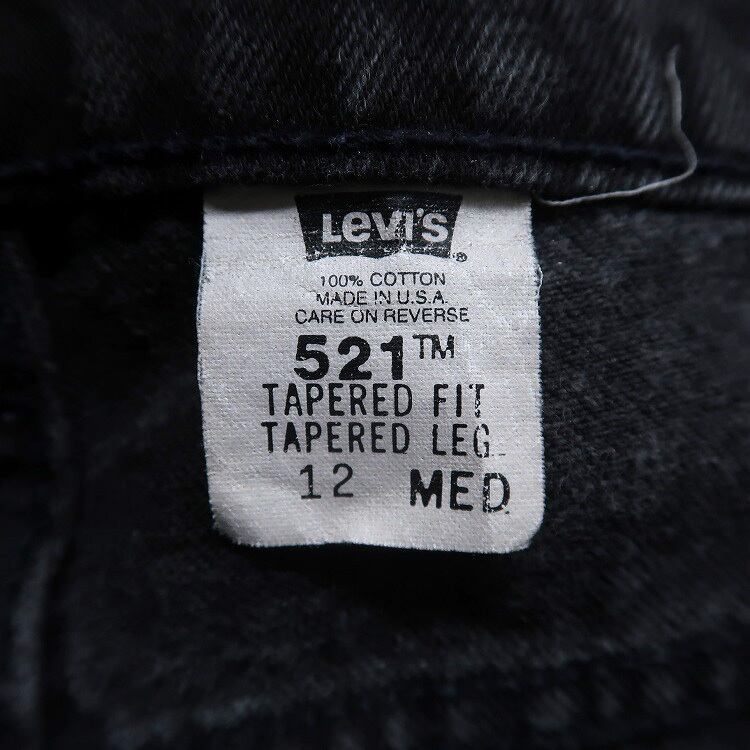 Levi's ®
100% COTTON
MADE IN U.S.A.
CARE ON REVERSE
521™
TAPERED FIT
TAPERED LEG
12 MED